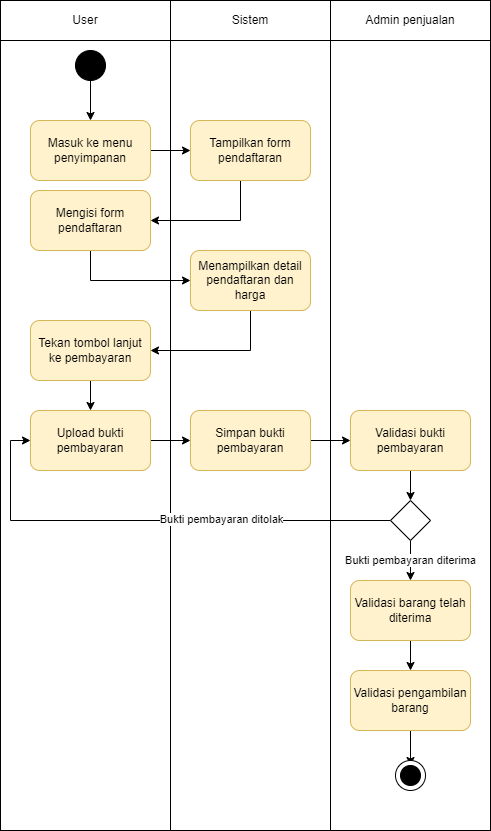 User
Sistem
Admin penjualan
Masuk ke menu
penyimpanan
Tampilkan form
pendaftaran
Mengisi form
pendaftaran
Menampilkan detail
pendaftaran dan
harga
Tekan tombol lanjut
ke pembayaran
Upload bukti
pembayaran
Simpan bukti
pembayaran
Validasi bukti
pembayaran
Bukti pembayaran ditolak
Bukti pembayaran diterima
Validasi barang telah
diterima
Validasi pengambilan
barang